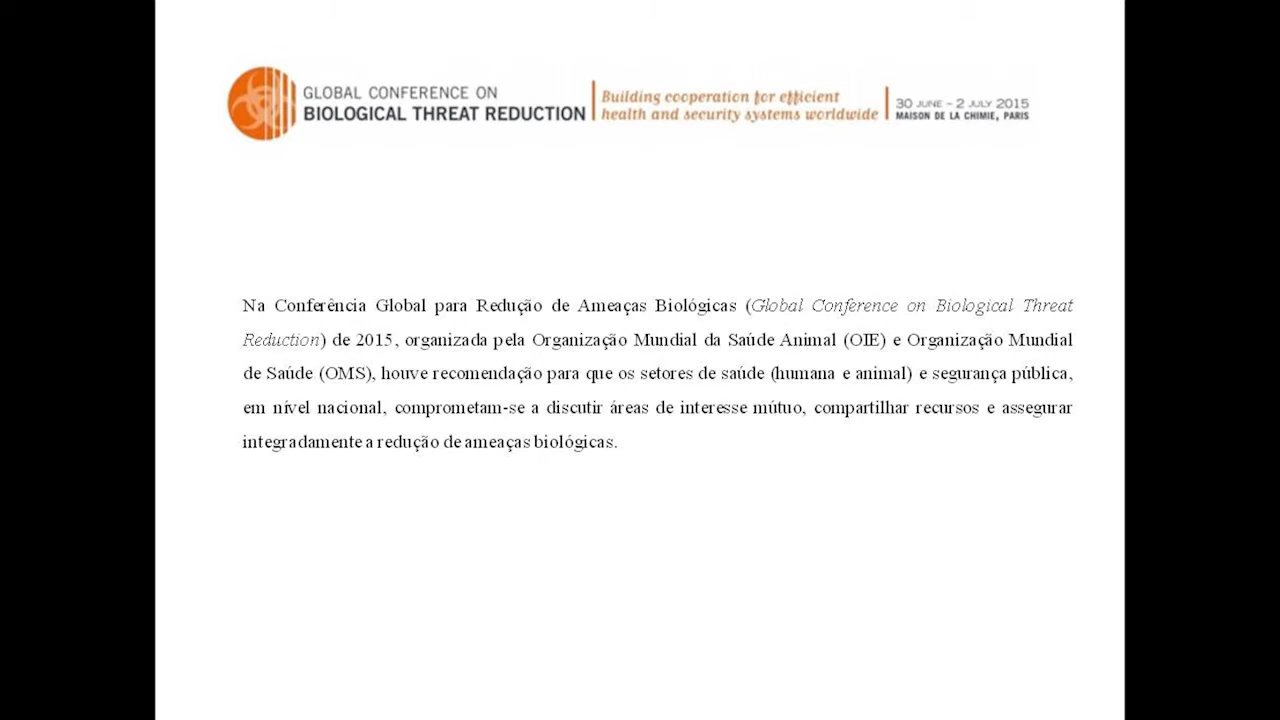 GLOBAL CONFERENCE ON
BIOLOGICAL THREAT REDUCTION
Building cooperation for efficient
health and security systems worldwide
30 JUNE – 2 JULY 2015
MAISON DE LA CHIMIE, PARIS
Na Conferência Global para Redução de Ameaças Biológicas (Global Conference on Biological Threat
Reduction) de 2015, organizada pela Organização Mundial da Saúde Animal (OIE) e Organização Mundial
de Saúde (OMS), houve recomendação para que os setores de saúde (humana e animal) e segurança pública,
em nível nacional, comprometam-se a discutir áreas de interesse mútuo, compartilhar recursos e assegurar
integradamente a redução de ameaças biológicas.